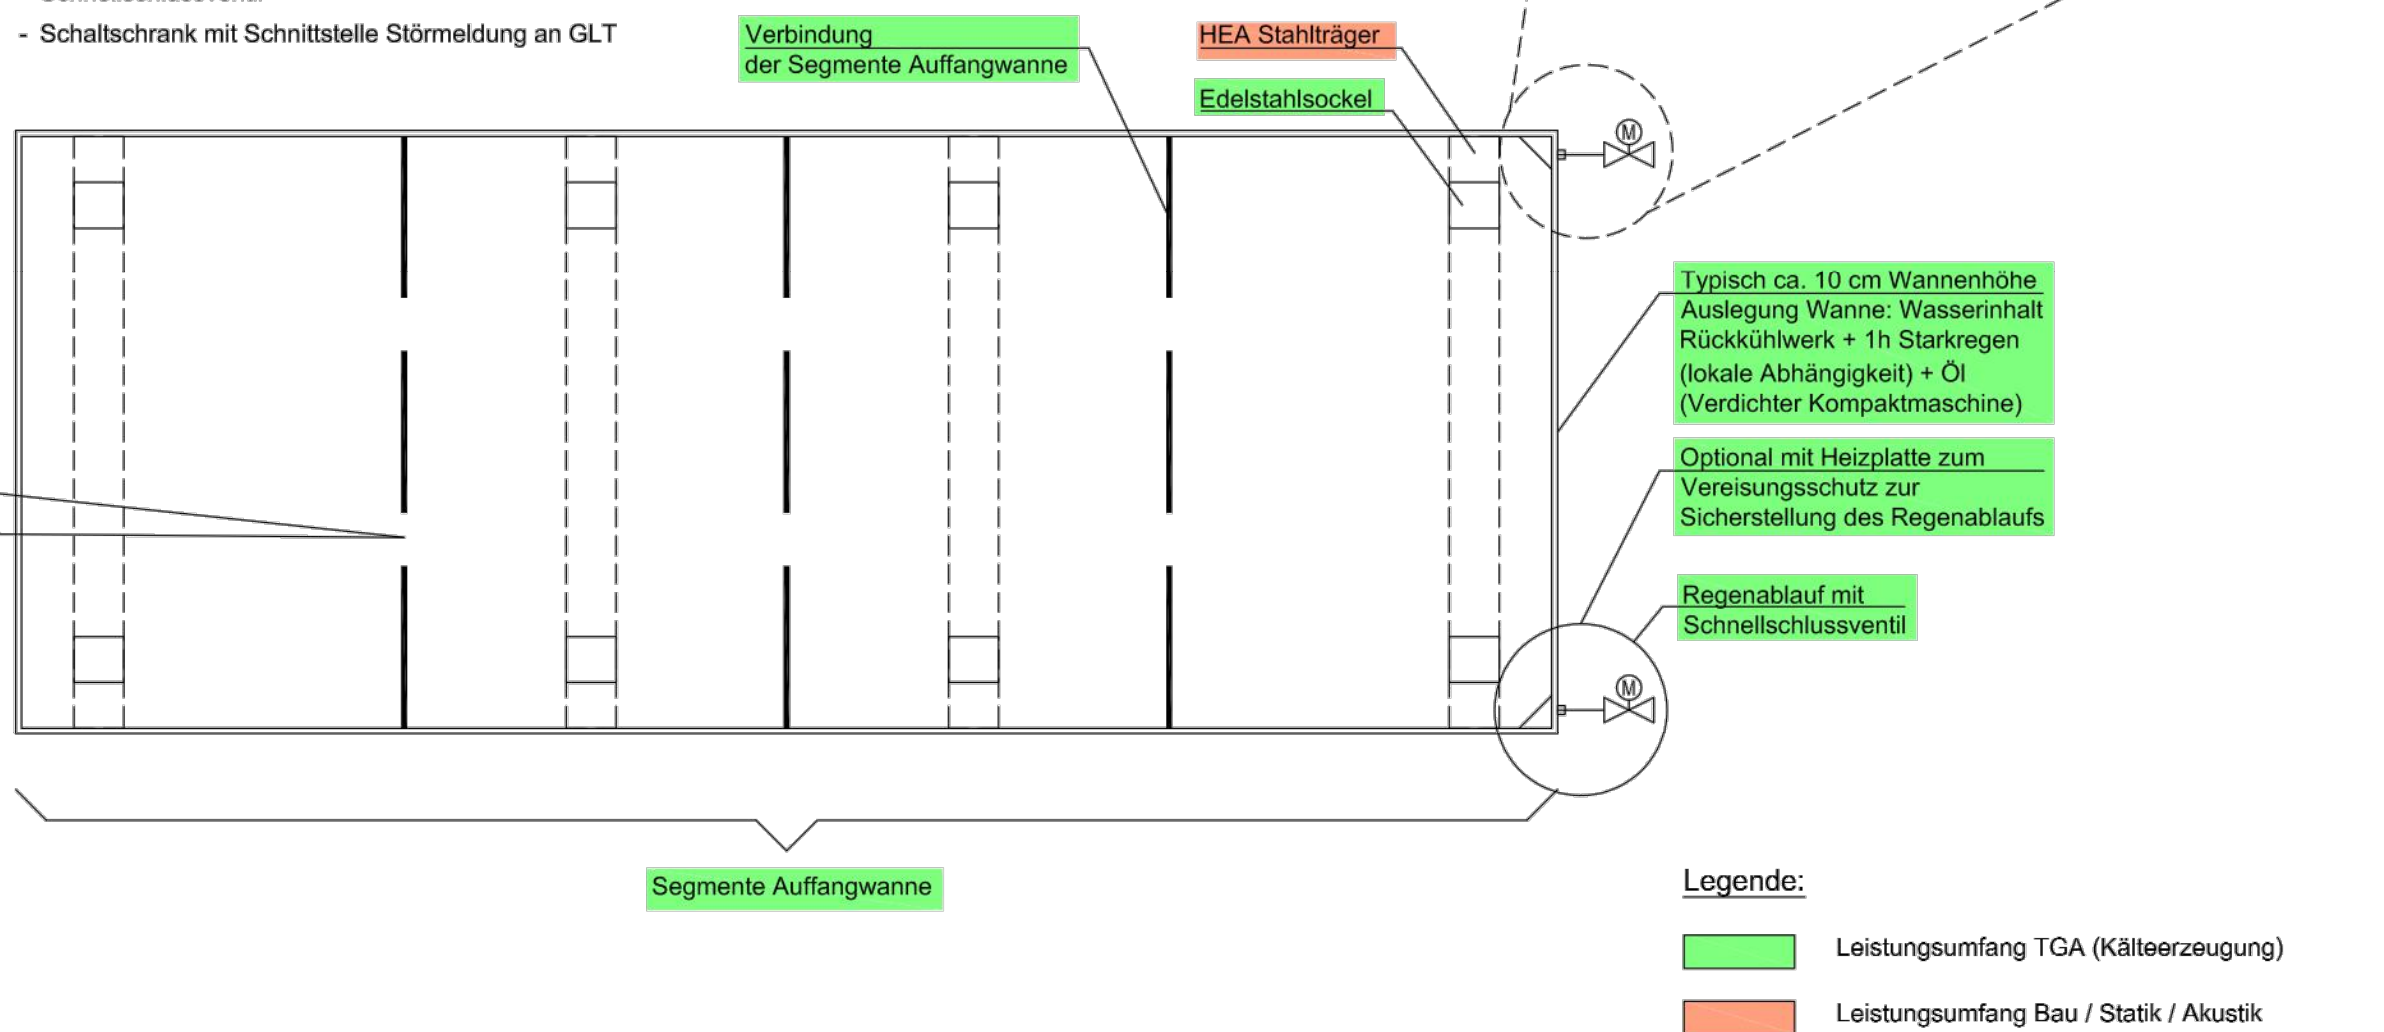 - Schaltschrank mit Schnittstelle Störmeldung an GLT
Verbindung
der Segmente Auffangwanne
HEA Stahlträger
Edelstahlsockel
M
Typisch ca. 10 cm Wannenhöhe
Auslegung Wanne: Wasserinhalt
Rückkühlwerk + 1h Starkregen
(lokale Abhängigkeit) + Öl
(Verdichter Kompaktmaschine)
Optional mit Heizplatte zum
Vereisungsschutz zur
Sicherstellung des Regenablaufs
Regenablauf mit
Schnellschlussventil
M
Segmente Auffangwanne
Legende:
Leistungsumfang TGA (Kälteerzeugung)
Leistungsumfang Bau / Statik / Akustik